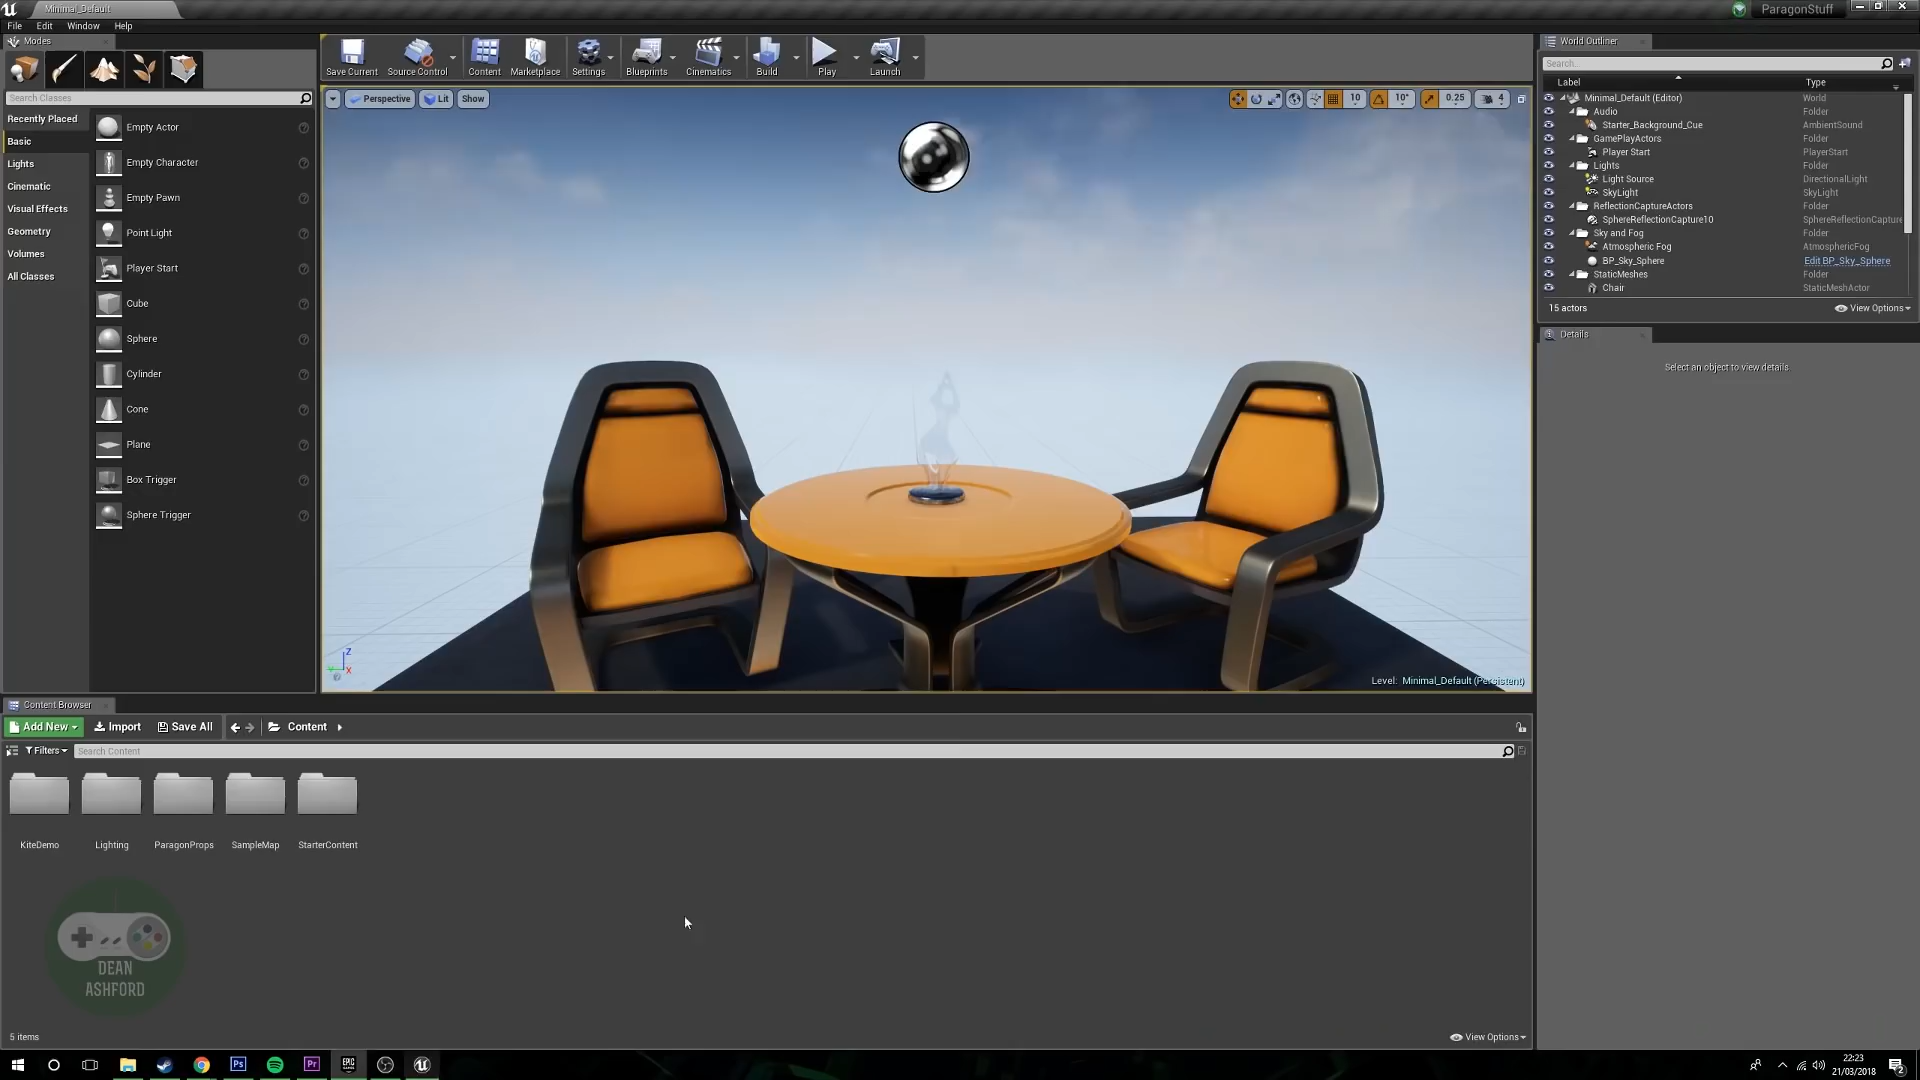 Minimal_Default
ParagonStuff
File Edit Window Help
Modes
Search Classes
Recently Placed
Basic
Lights
Cinematic
Visual Effects
Geometry
Volumes
All Classes
Empty Actor
Empty Character
Empty Pawn
Point Light
Player Start
Cube
Sphere
Cylinder
Cone
Plane
Box Trigger
Sphere Trigger
Save Current Source Control Content Marketplace Settings Blueprints Cinematics Build Play Launch
Perspective Lit Show
10 10° 0.25 4
Z
X
Level: Minimal_Default (Persistent)
World Outliner
Search...
Label Type
Minimal_Default (Editor) World
Audio Folder
Starter_Background_Cue AmbientSound
GamePlayActors Folder
Player Start PlayerStart
Lights Folder
Light Source DirectionalLight
SkyLight SkyLight
ReflectionCaptureActors Folder
SphereReflectionCapture10 SphereReflectionCapture
Sky and Fog Folder
Atmospheric Fog AtmosphericFog
BP_Sky_Sphere Edit BP_Sky_Sphere
StaticMeshes Folder
Chair StaticMeshActor
15 actors View Options
Details
Select an object to view details.
Content Browser
Add New Import Save All Content
Filters Search Content
KiteDemo Lighting ParagonProps SampleMap StarterContent
DEAN
ASHFORD
5 items View Options
Ps Pr EPIC GAMES
22:23
21/03/2018
2